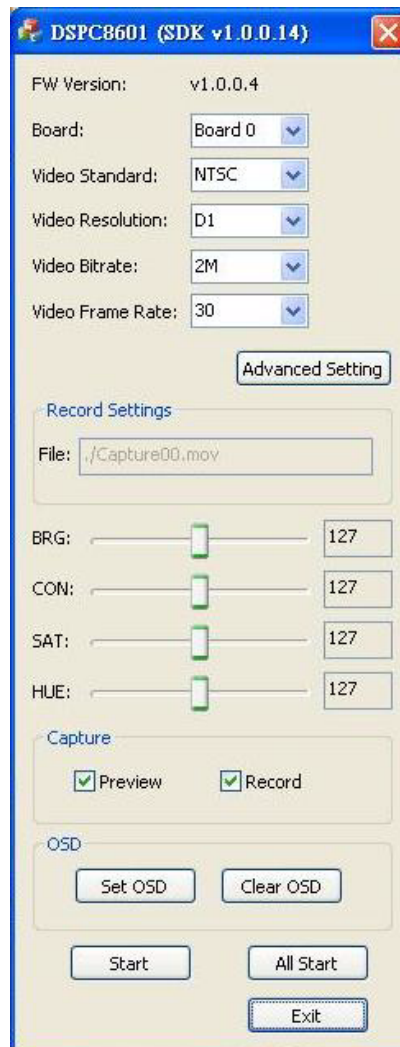 DSPC8601 (SDK v1.0.0.14)
FW Version: v1.0.0.4
Board: Board 0
Video Standard: NTSC
Video Resolution: D1
Video Bitrate: 2M
Video Frame Rate: 30
Advanced Setting
Record Settings
File: ./Capture00.mov
BRG: 127
CON: 127
SAT: 127
HUE: 127
Capture
Preview Record
OSD
Set OSD Clear OSD
Start All Start
Exit